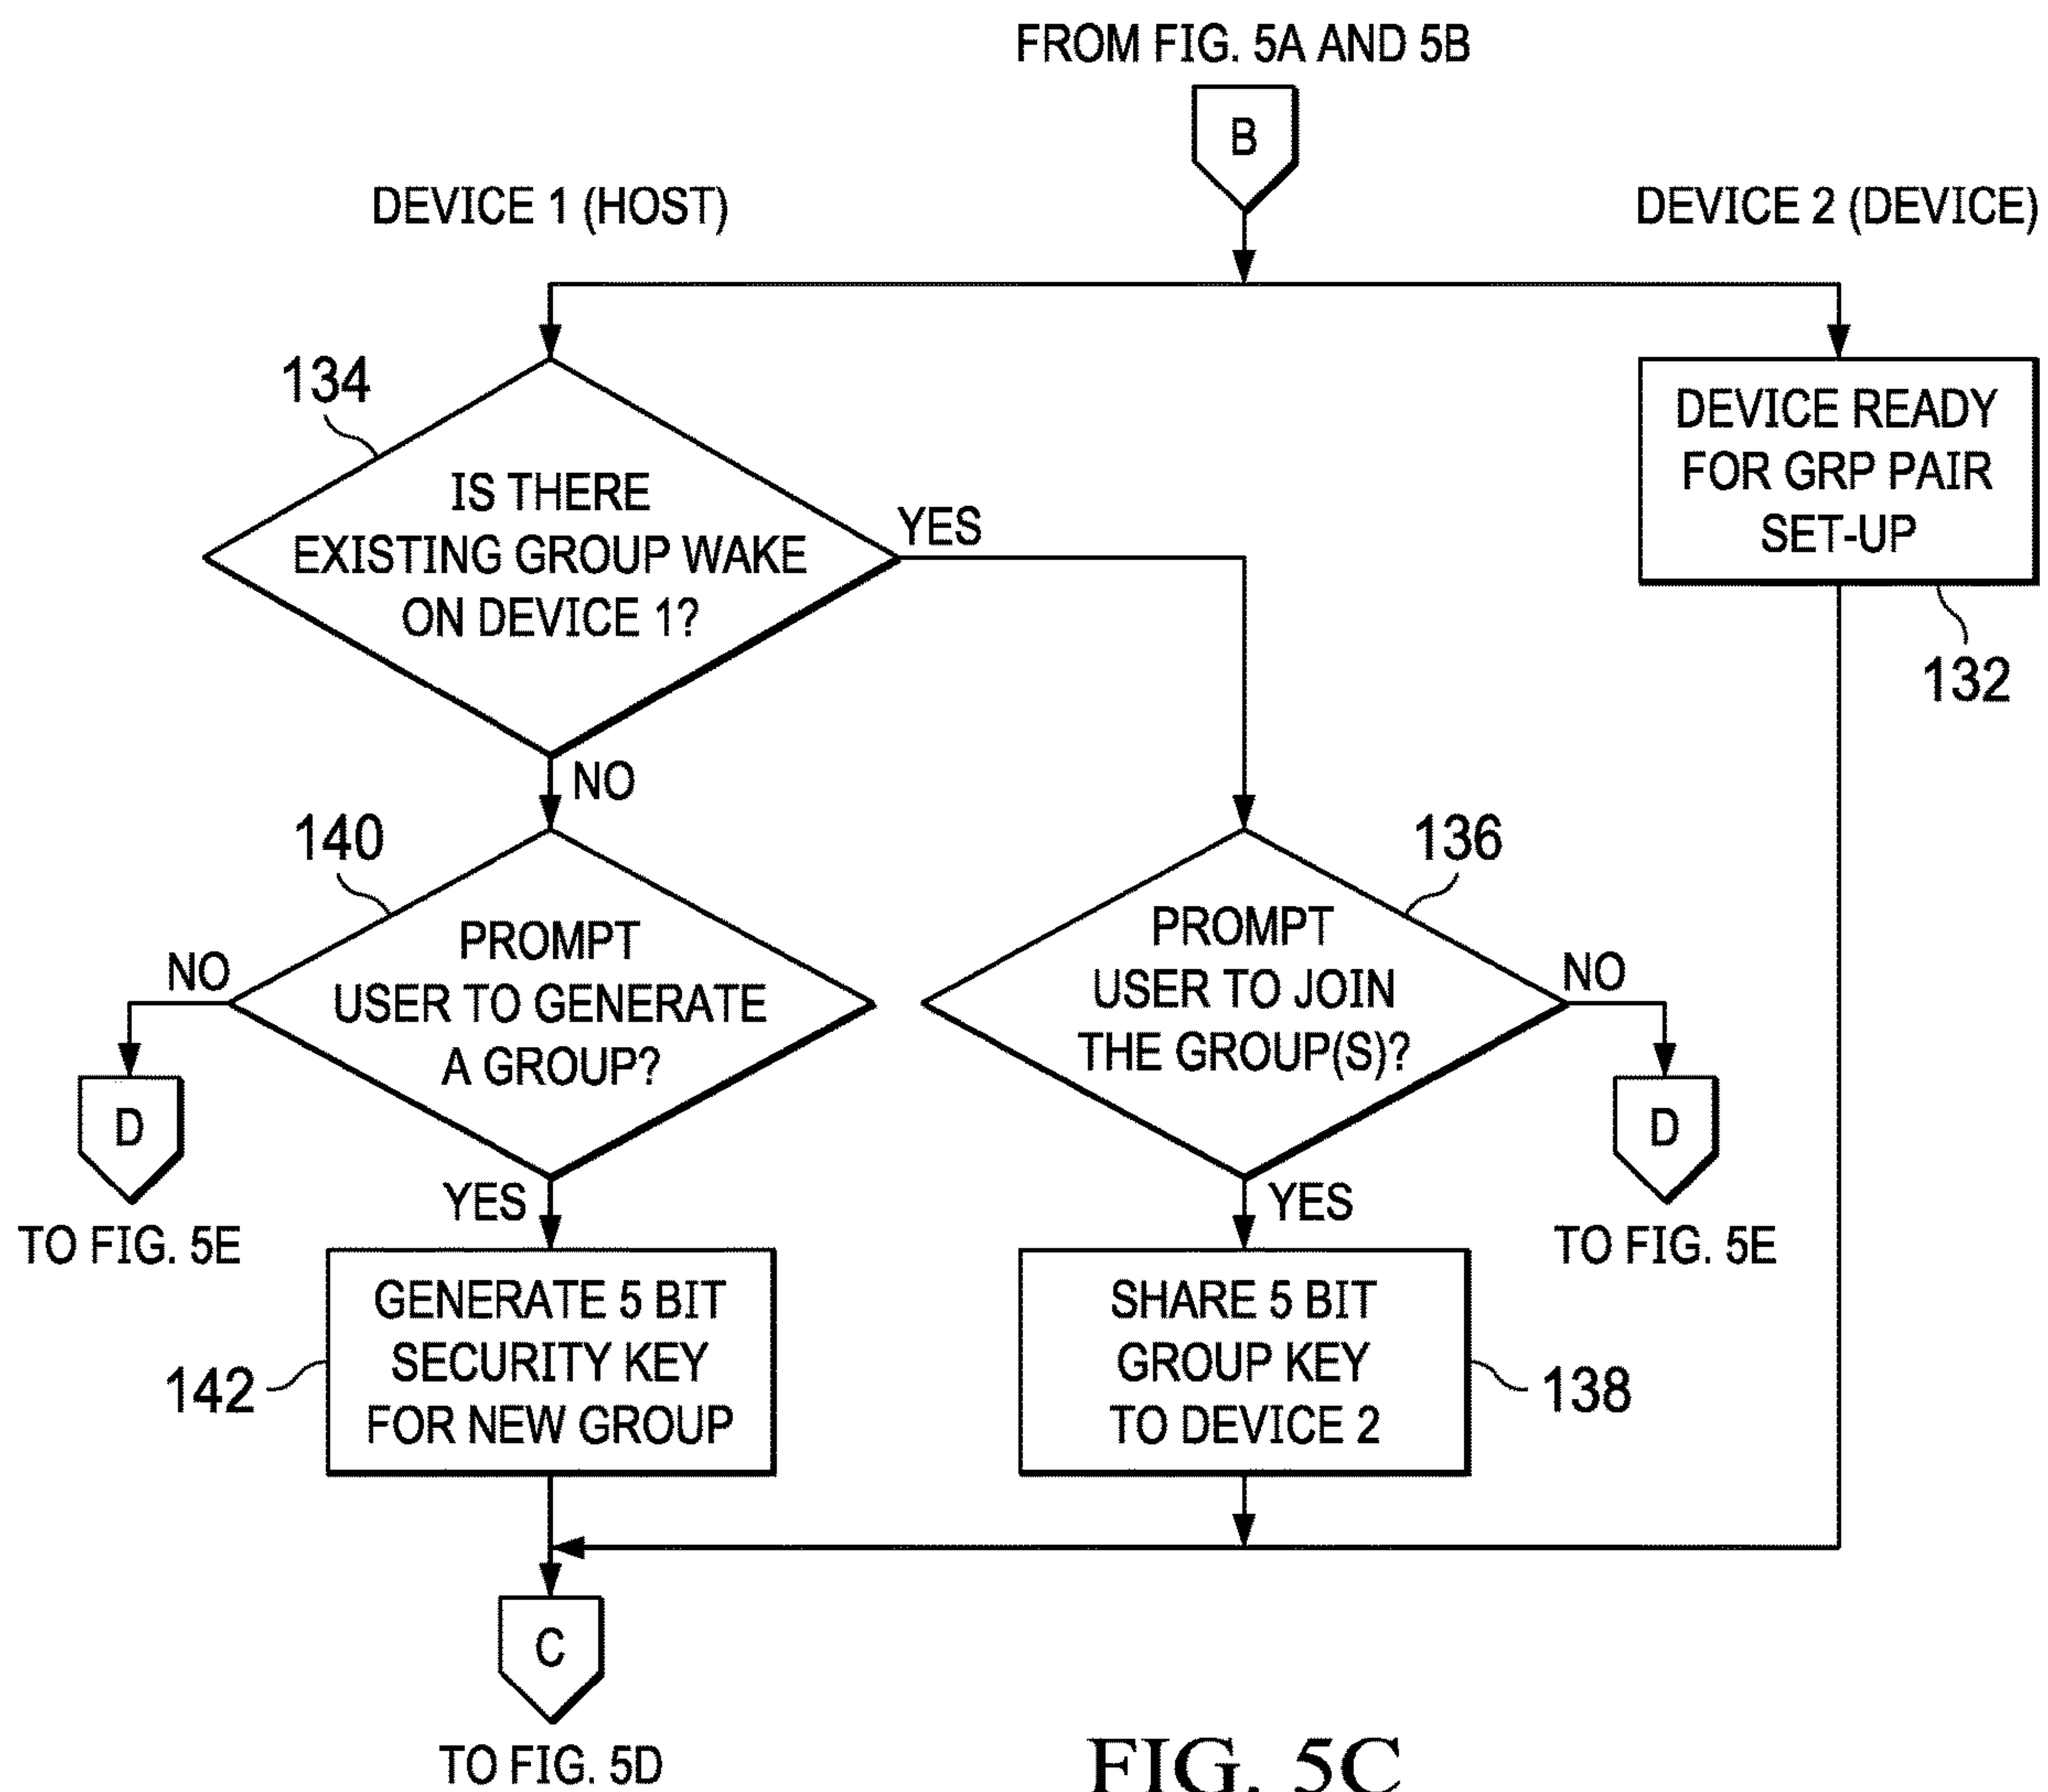 FROM FIG. 5A AND 5B
B
DEVICE 1 (HOST)
DEVICE 2 (DEVICE)
134
IS THERE
EXISTING GROUP WAKE
ON DEVICE 1?
YES
NO
DEVICE READY
FOR GRP PAIR
SET-UP
132
140
PROMPT
USER TO GENERATE
A GROUP?
NO
YES
D
TO FIG. 5E
136
PROMPT
USER TO JOIN
THE GROUP(S)?
NO
YES
D
TO FIG. 5E
142
GENERATE 5 BIT
SECURITY KEY
FOR NEW GROUP
SHARE 5 BIT
GROUP KEY
TO DEVICE 2
138
C
TO FIG. 5D
FIG. 5C